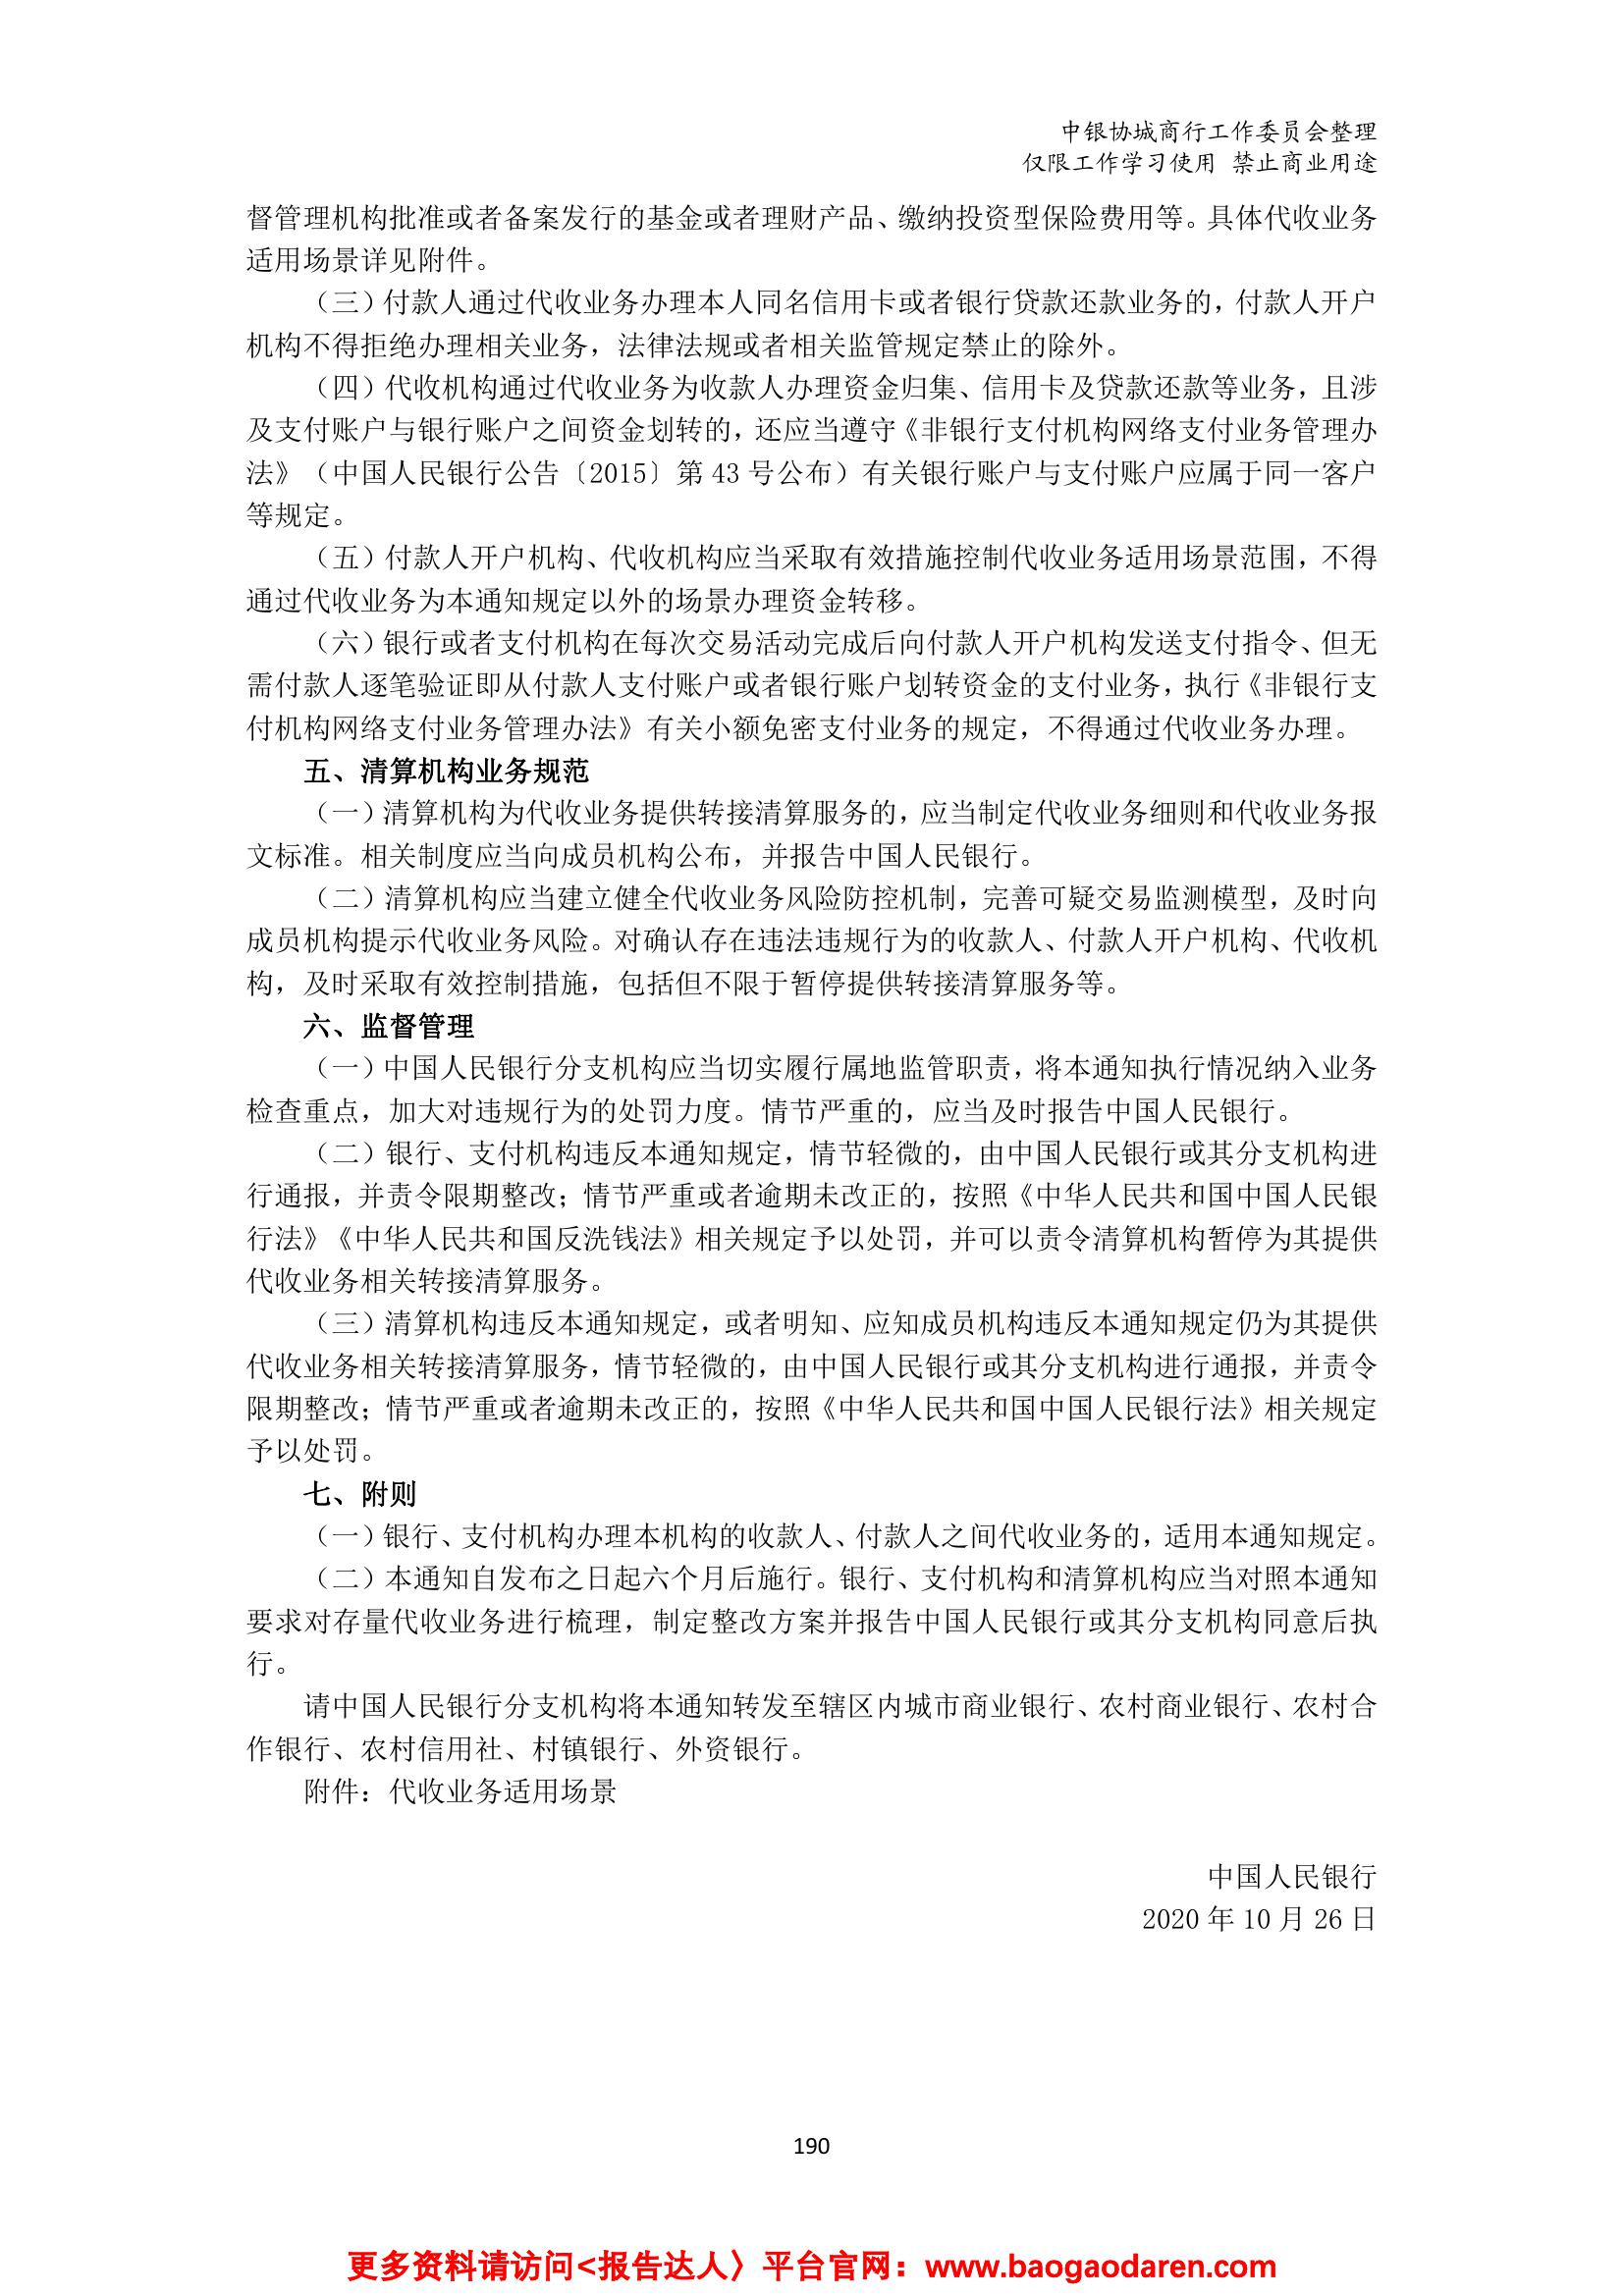 中银协城商行工作委员会整理
仅限工作学习使用 禁止商业用途
督管理机构批准或者备案发行的基金或者理财产品、缴纳投资型保险费用等。具体代收业务
适用场景详见附件。
（三）付款人通过代收业务办理本人同名信用卡或者银行贷款还款业务的，付款人开户
机构不得拒绝办理相关业务，法律法规或者相关监管规定禁止的除外。
（四）代收机构通过代收业务为收款人办理资金归集、信用卡及贷款还款等业务，且涉
及支付账户与银行账户之间资金划转的，还应当遵守《非银行支付机构网络支付业务管理办
法》（中国人民银行公告〔2015〕第 43 号公布）有关银行账户与支付账户应属于同一客户
等规定。
（五）付款人开户机构、代收机构应当采取有效措施控制代收业务适用场景范围，不得
通过代收业务为本通知规定以外的场景办理资金转移。
（六）银行或者支付机构在每次交易活动完成后向付款人开户机构发送支付指令、但无
需付款人逐笔验证即从付款人支付账户或者银行账户划转资金的支付业务，执行《非银行支
付机构网络支付业务管理办法》有关小额免密支付业务的规定，不得通过代收业务办理。
五、清算机构业务规范
（一）清算机构为代收业务提供转接清算服务的，应当制定代收业务细则和代收业务报
文标准。相关制度应当向成员机构公布，并报告中国人民银行。
（二）清算机构应当建立健全代收业务风险防控机制，完善可疑交易监测模型，及时向
成员机构提示代收业务风险。对确认存在违法违规行为的收款人、付款人开户机构、代收机
构，及时采取有效控制措施，包括但不限于暂停提供转接清算服务等。
六、监督管理
（一）中国人民银行分支机构应当切实履行属地监管职责，将本通知执行情况纳入业务
检查重点，加大对违规行为的处罚力度。情节严重的，应当及时报告中国人民银行。
（二）银行、支付机构违反本通知规定，情节轻微的，由中国人民银行或其分支机构进
行通报，并责令限期整改；情节严重或者逾期未改正的，按照《中华人民共和国中国人民银
行法》《中华人民共和国反洗钱法》相关规定予以处罚，并可以责令清算机构暂停为其提供
代收业务相关转接清算服务。
（三）清算机构违反本通知规定，或者明知、应知成员机构违反本通知规定仍为其提供
代收业务相关转接清算服务，情节轻微的，由中国人民银行或其分支机构进行通报，并责令
限期整改；情节严重或者逾期未改正的，按照《中华人民共和国中国人民银行法》相关规定
予以处罚。
七、附则
（一）银行、支付机构办理本机构的收款人、付款人之间代收业务的，适用本通知规定。
（二）本通知自发布之日起六个月后施行。银行、支付机构和清算机构应当对照本通知
要求对存量代收业务进行梳理，制定整改方案并报告中国人民银行或其分支机构同意后执
行。
请中国人民银行分支机构将本通知转发至辖区内城市商业银行、农村商业银行、农村合
作银行、农村信用社、村镇银行、外资银行。
附件：代收业务适用场景
中国人民银行
2020 年 10 月 26 日
190
更多资料请访问<报告达人〉平台官网：www.baogaodaren.com